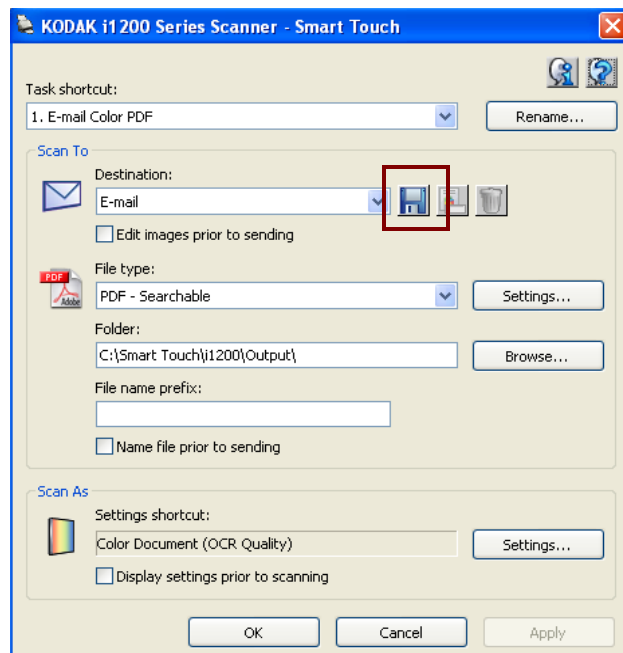 KODAK i1200 Series Scanner - Smart Touch
Task shortcut:
1. E-mail Color PDF
Rename...
Scan To
Destination:
E-mail
Edit images prior to sending
File type:
PDF
Adobe
PDF - Searchable
Settings...
Folder:
C:\Smart Touch\i1200\Output\
Browse...
File name prefix:
Name file prior to sending
Scan As
Settings shortcut:
Color Document (OCR Quality)
Settings...
Display settings prior to scanning
OK
Cancel
Apply